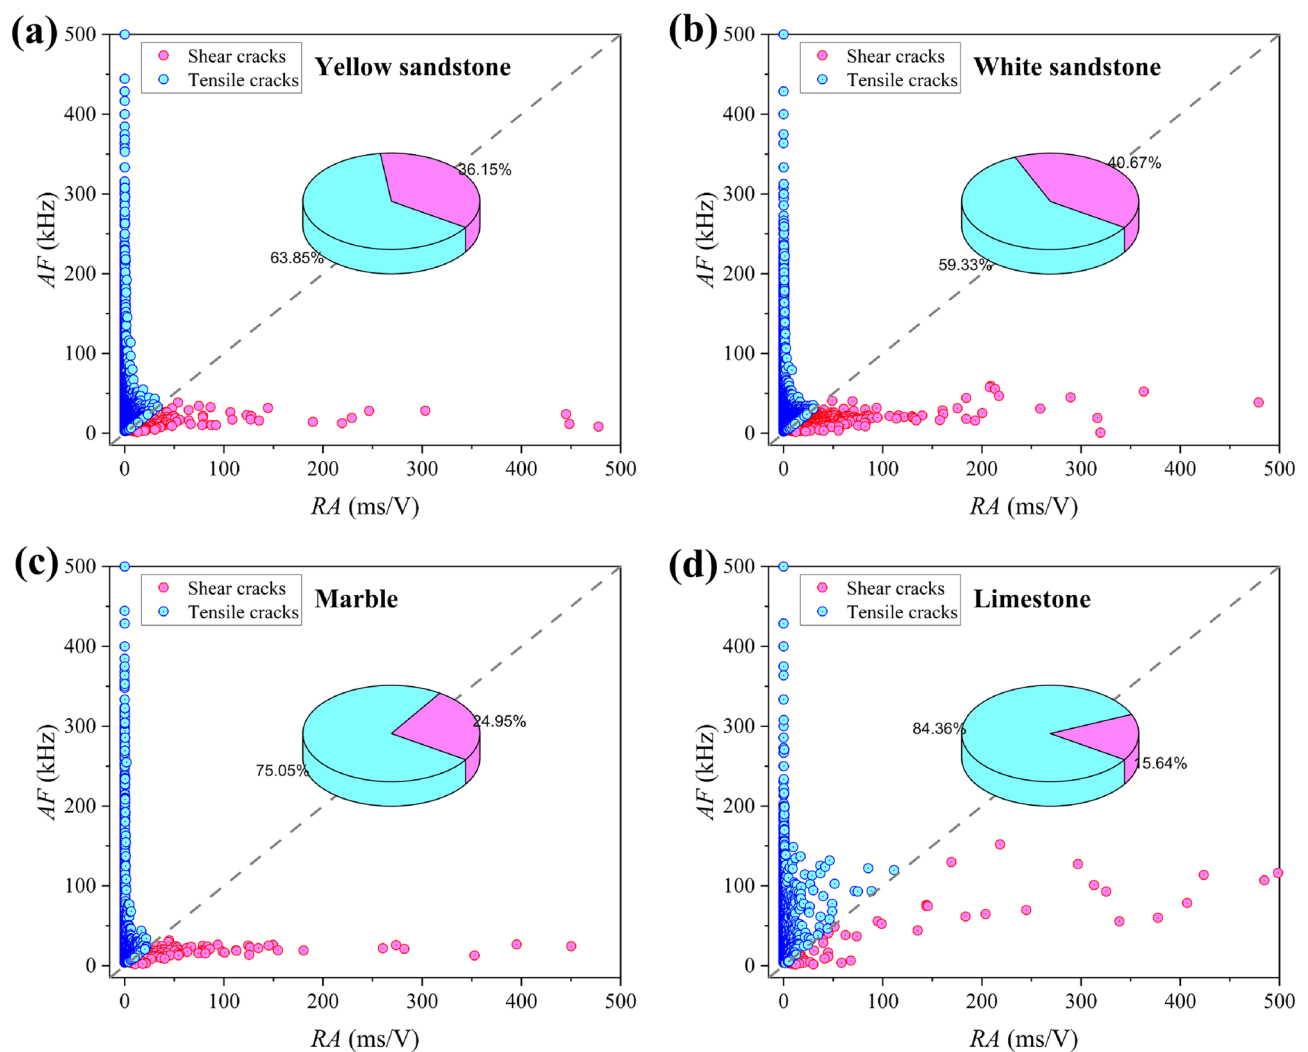 (a)
Shear cracks
Tensile cracks
Yellow sandstone
36.15%
63.85%
500
400
300
200
100
0
AF (kHz)
0 100 200 300 400 500
RA (ms/V)
(b)
Shear cracks
Tensile cracks
White sandstone
40.67%
59.33%
500
400
300
200
100
0
AF (kHz)
0 100 200 300 400 500
RA (ms/V)
(c)
Shear cracks
Tensile cracks
Marble
24.95%
75.05%
500
400
300
200
100
0
AF (kHz)
0 100 200 300 400 500
RA (ms/V)
(d)
Shear cracks
Tensile cracks
Limestone
84.36%
15.64%
500
400
300
200
100
0
AF (kHz)
0 100 200 300 400 500
RA (ms/V)